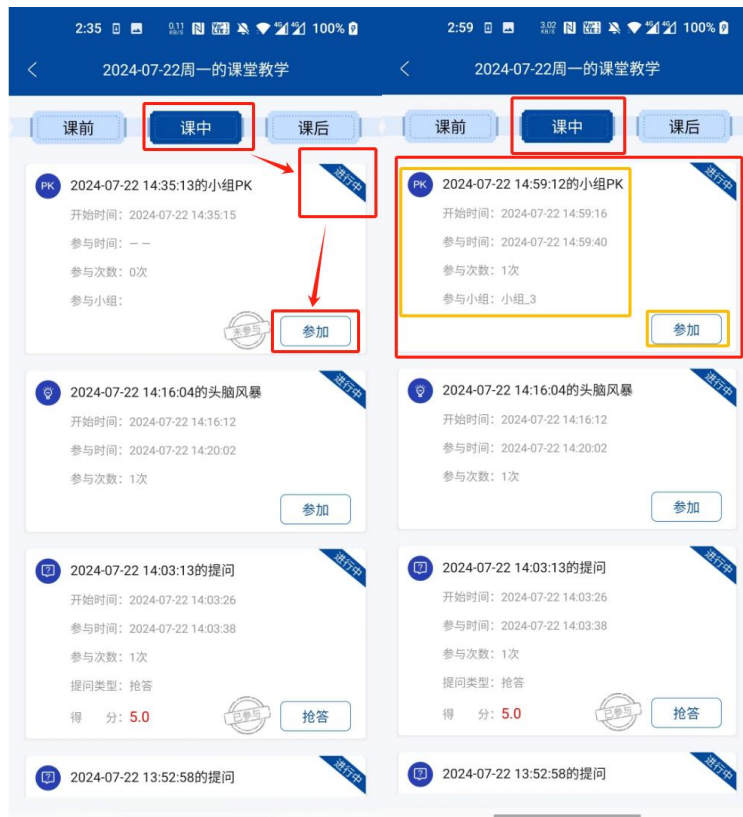 2:35 0.11 KB/S 4G 4G 100%
2024-07-22周一的课堂教学
课前 课中 课后
PK 2024-07-22 14:35:13的小组PK 进行中
开始时间：2024-07-22 14:35:15
参与时间：– –
参与次数：0次
参与小组：
未参与 参加
2024-07-22 14:16:04的头脑风暴 进行中
开始时间：2024-07-22 14:16:12
参与时间：2024-07-22 14:20:02
参与次数：1次
参加
2024-07-22 14:03:13的提问 进行中
开始时间：2024-07-22 14:03:26
参与时间：2024-07-22 14:03:38
参与次数：1次
提问类型：抢答
得 分：5.0 已参与 抢答
2024-07-22 13:52:58的提问 进行中
2:59 3.02 KB/S 4G 4G 100%
2024-07-22周一的课堂教学
课前 课中 课后
PK 2024-07-22 14:59:12的小组PK 进行中
开始时间：2024-07-22 14:59:16
参与时间：2024-07-22 14:59:40
参与次数：1次
参与小组：小组_3
参加
2024-07-22 14:16:04的头脑风暴 进行中
开始时间：2024-07-22 14:16:12
参与时间：2024-07-22 14:20:02
参与次数：1次
参加
2024-07-22 14:03:13的提问 进行中
开始时间：2024-07-22 14:03:26
参与时间：2024-07-22 14:03:38
参与次数：1次
提问类型：抢答
得 分：5.0 已参与 抢答
2024-07-22 13:52:58的提问 进行中